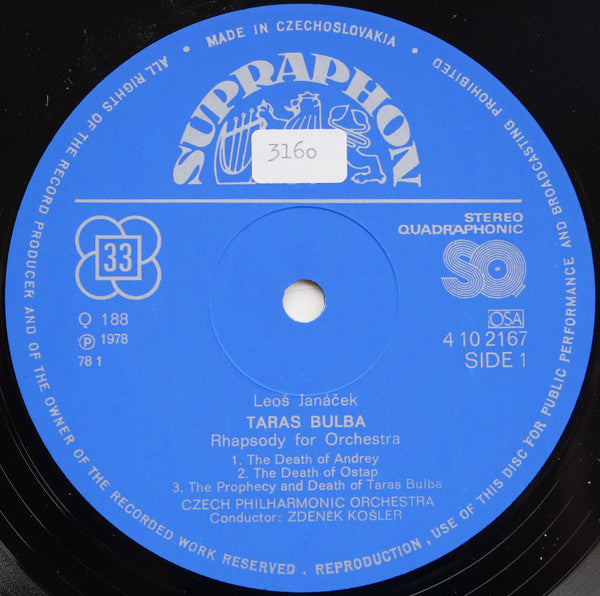 ALL RIGHTS OF THE RECORD PRODUCER AND OF THE OWNER OF THE RECORDED WORK RESERVED . REPRODUCTION, USE OF THIS DISC FOR PUBLIC PERFORMANCE AND BROADCASTING PROHIBITED
• MADE IN CZECHOSLOVAKIA •
SUPRAPHON
3160
STEREO
QUADRAPHONIC
33
SQ
Q 188
OSA
Ⓟ 1978
4 10 2167
78 1
SIDE 1
Leoš Janáček
TARAS BULBA
Rhapsody for Orchestra
1. The Death of Andrey
2. The Death of Ostap
3. The Prophecy and Death of Taras Bulba
CZECH PHILHARMONIC ORCHESTRA
Conductor: ZDENĚK KOŠLER